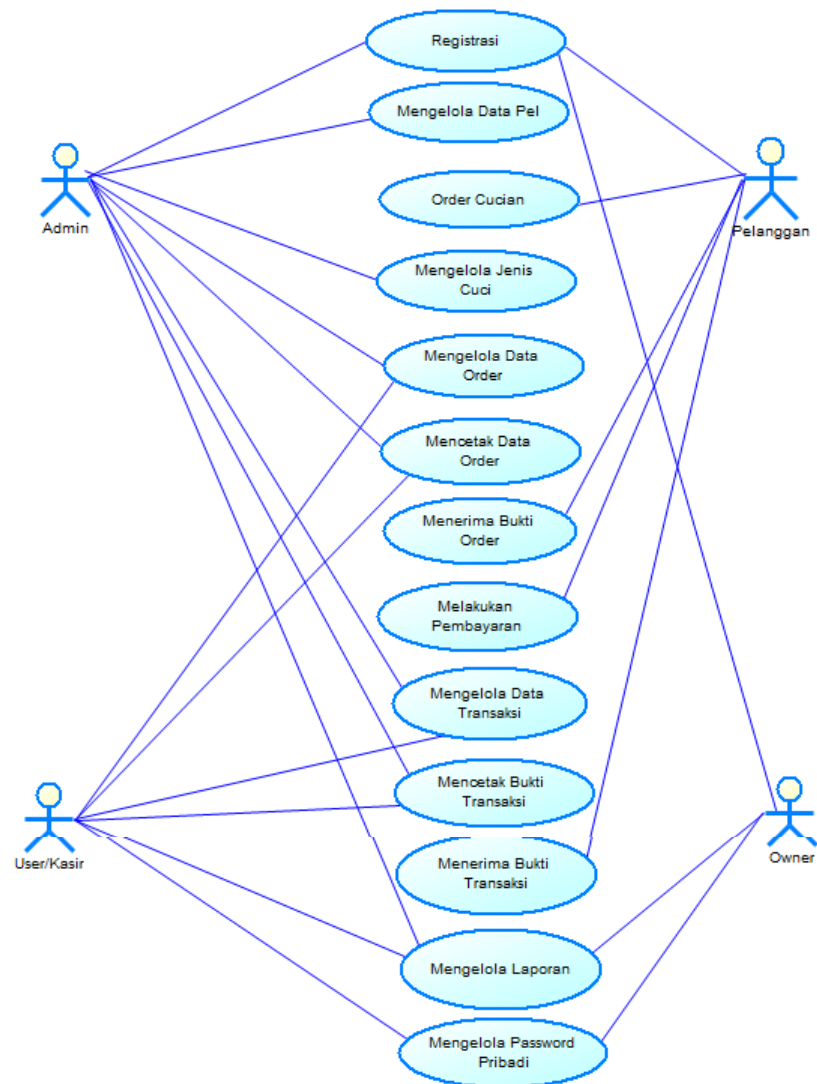 Registrasi
Mengelola Data Pel
Admin
Order Cucian
Pelanggan
Mengelola Jenis
Cuci
Mengelola Data
Order
Mencetak Data
Order
Menerima Bukti
Order
Melakukan
Pembayaran
Mengelola Data
Transaksi
Mencetak Bukti
Transaksi
User/Kasir
Owner
Menerima Bukti
Transaksi
Mengelola Laporan
Mengelola Password
Pribadi